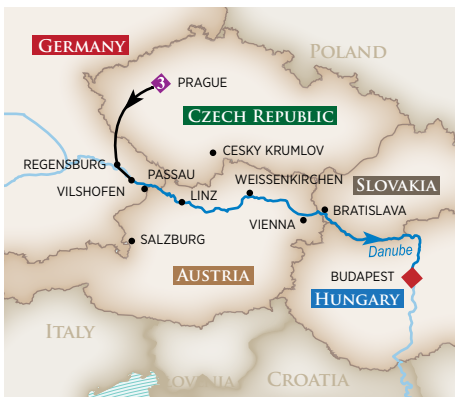 GERMANY
POLAND
3 PRAGUE
CZECH REPUBLIC
CESKY KRUMLOV
REGENSBURG
PASSAU
VILSHOFEN
LINZ
WEISSENKIRCHEN
SLOVAKIA
BRATISLAVA
VIENNA
SALZBURG
Danube
AUSTRIA
BUDAPEST
HUNGARY
ITALY
SLOVENIA
CROATIA